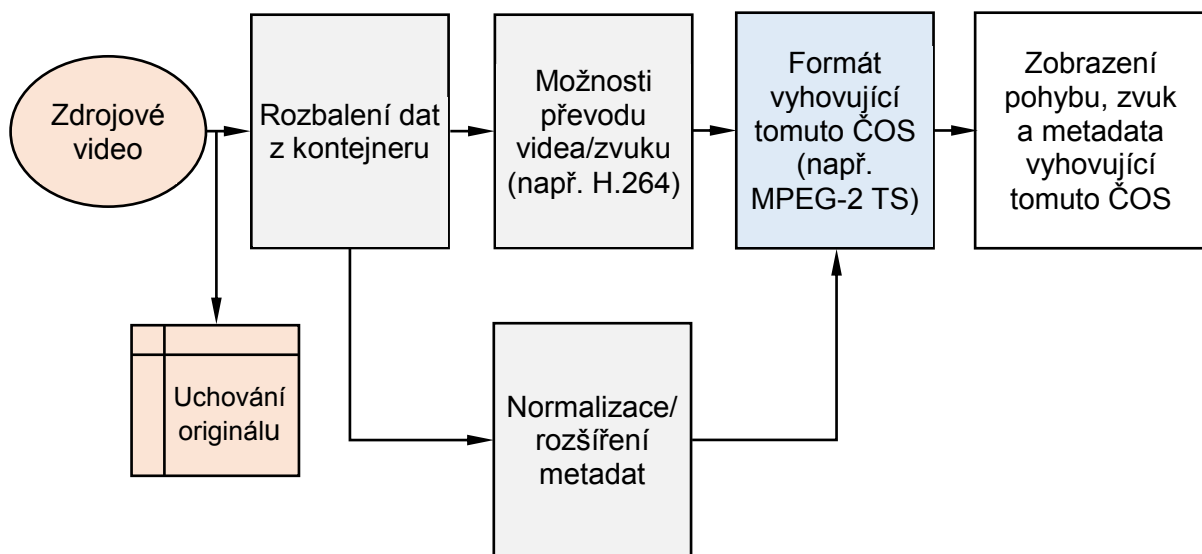 Zdrojové
video
Rozbalení dat
z kontejneru
Možnosti
převodu
videa/zvuku
(např. H.264)
Formát
vyhovující
tomuto ČOS
(např.
MPEG-2 TS)
Zobrazení
pohybu, zvuk
a metadata
vyhovující
tomuto ČOS
Uchování
originálu
Normalizace/
rozšíření
metadat